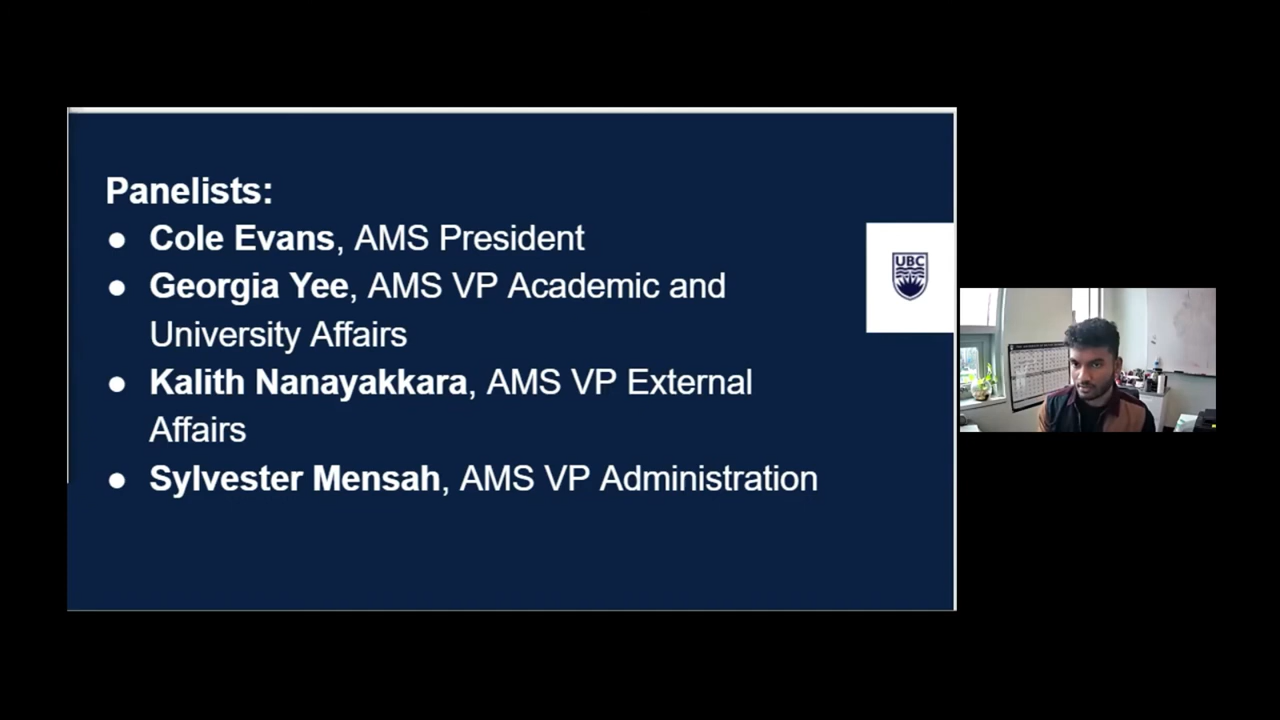 Panelists:
● Cole Evans, AMS President
● Georgia Yee, AMS VP Academic and
University Affairs
● Kalith Nanayakkara, AMS VP External
Affairs
● Sylvester Mensah, AMS VP Administration
UBC